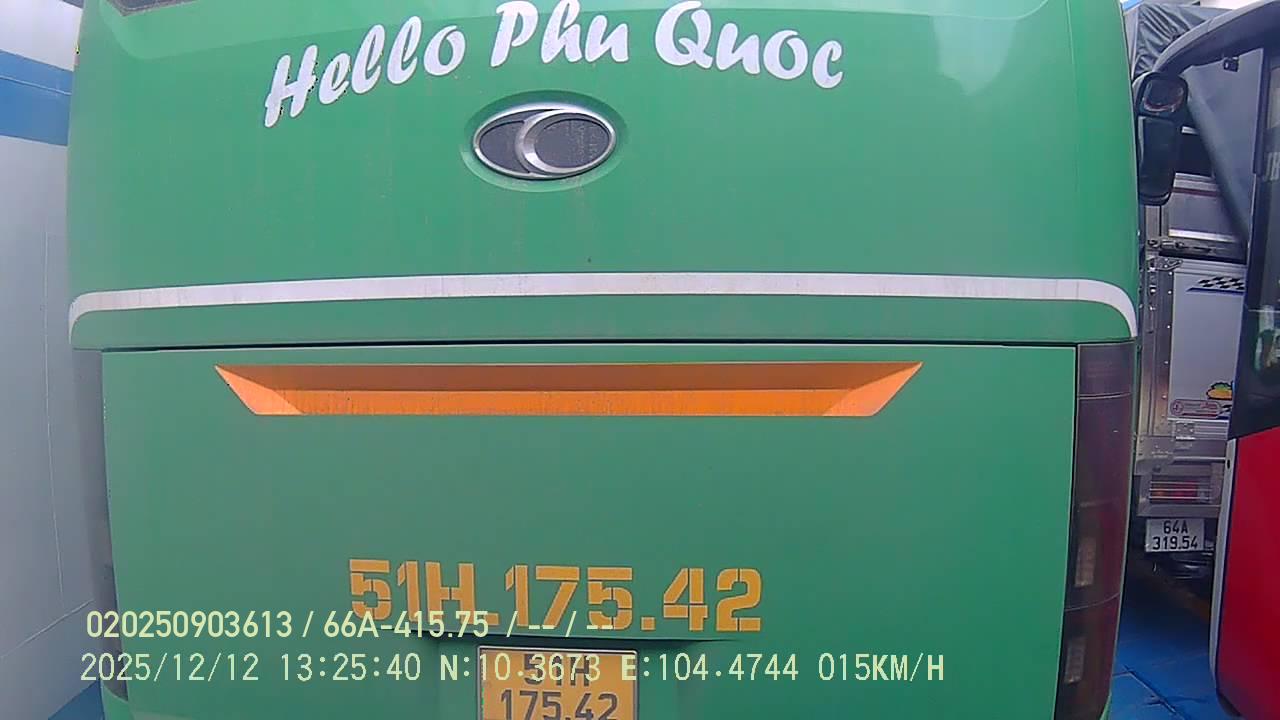 Hello Phu Quoc
51H.175.42
020250903613 / 66A-415.75 / -- / --
2025/12/12 13:25:40 N:10.3673 E:104.4744 015KM/H
51H
175.42
64A
319.54